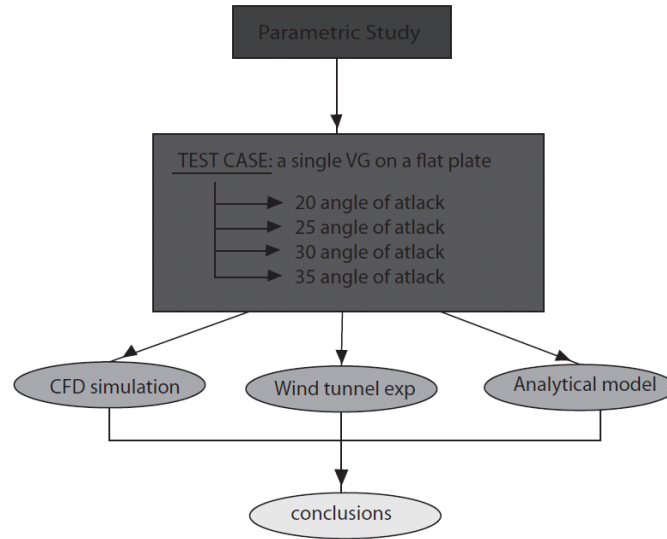 Parametric Study
TEST CASE: a single VG on a flat plate
20 angle of atlack
25 angle of atlack
30 angle of atlack
35 angle of atlack
CFD simulation
Wind tunnel exp
Analytical model
conclusions